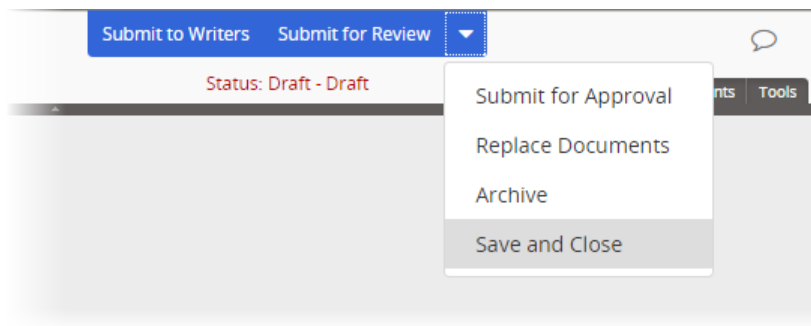 Submit to Writers Submit for Review
Status: Draft - Draft
Submit for Approval
nts Tools
Replace Documents
Archive
Save and Close